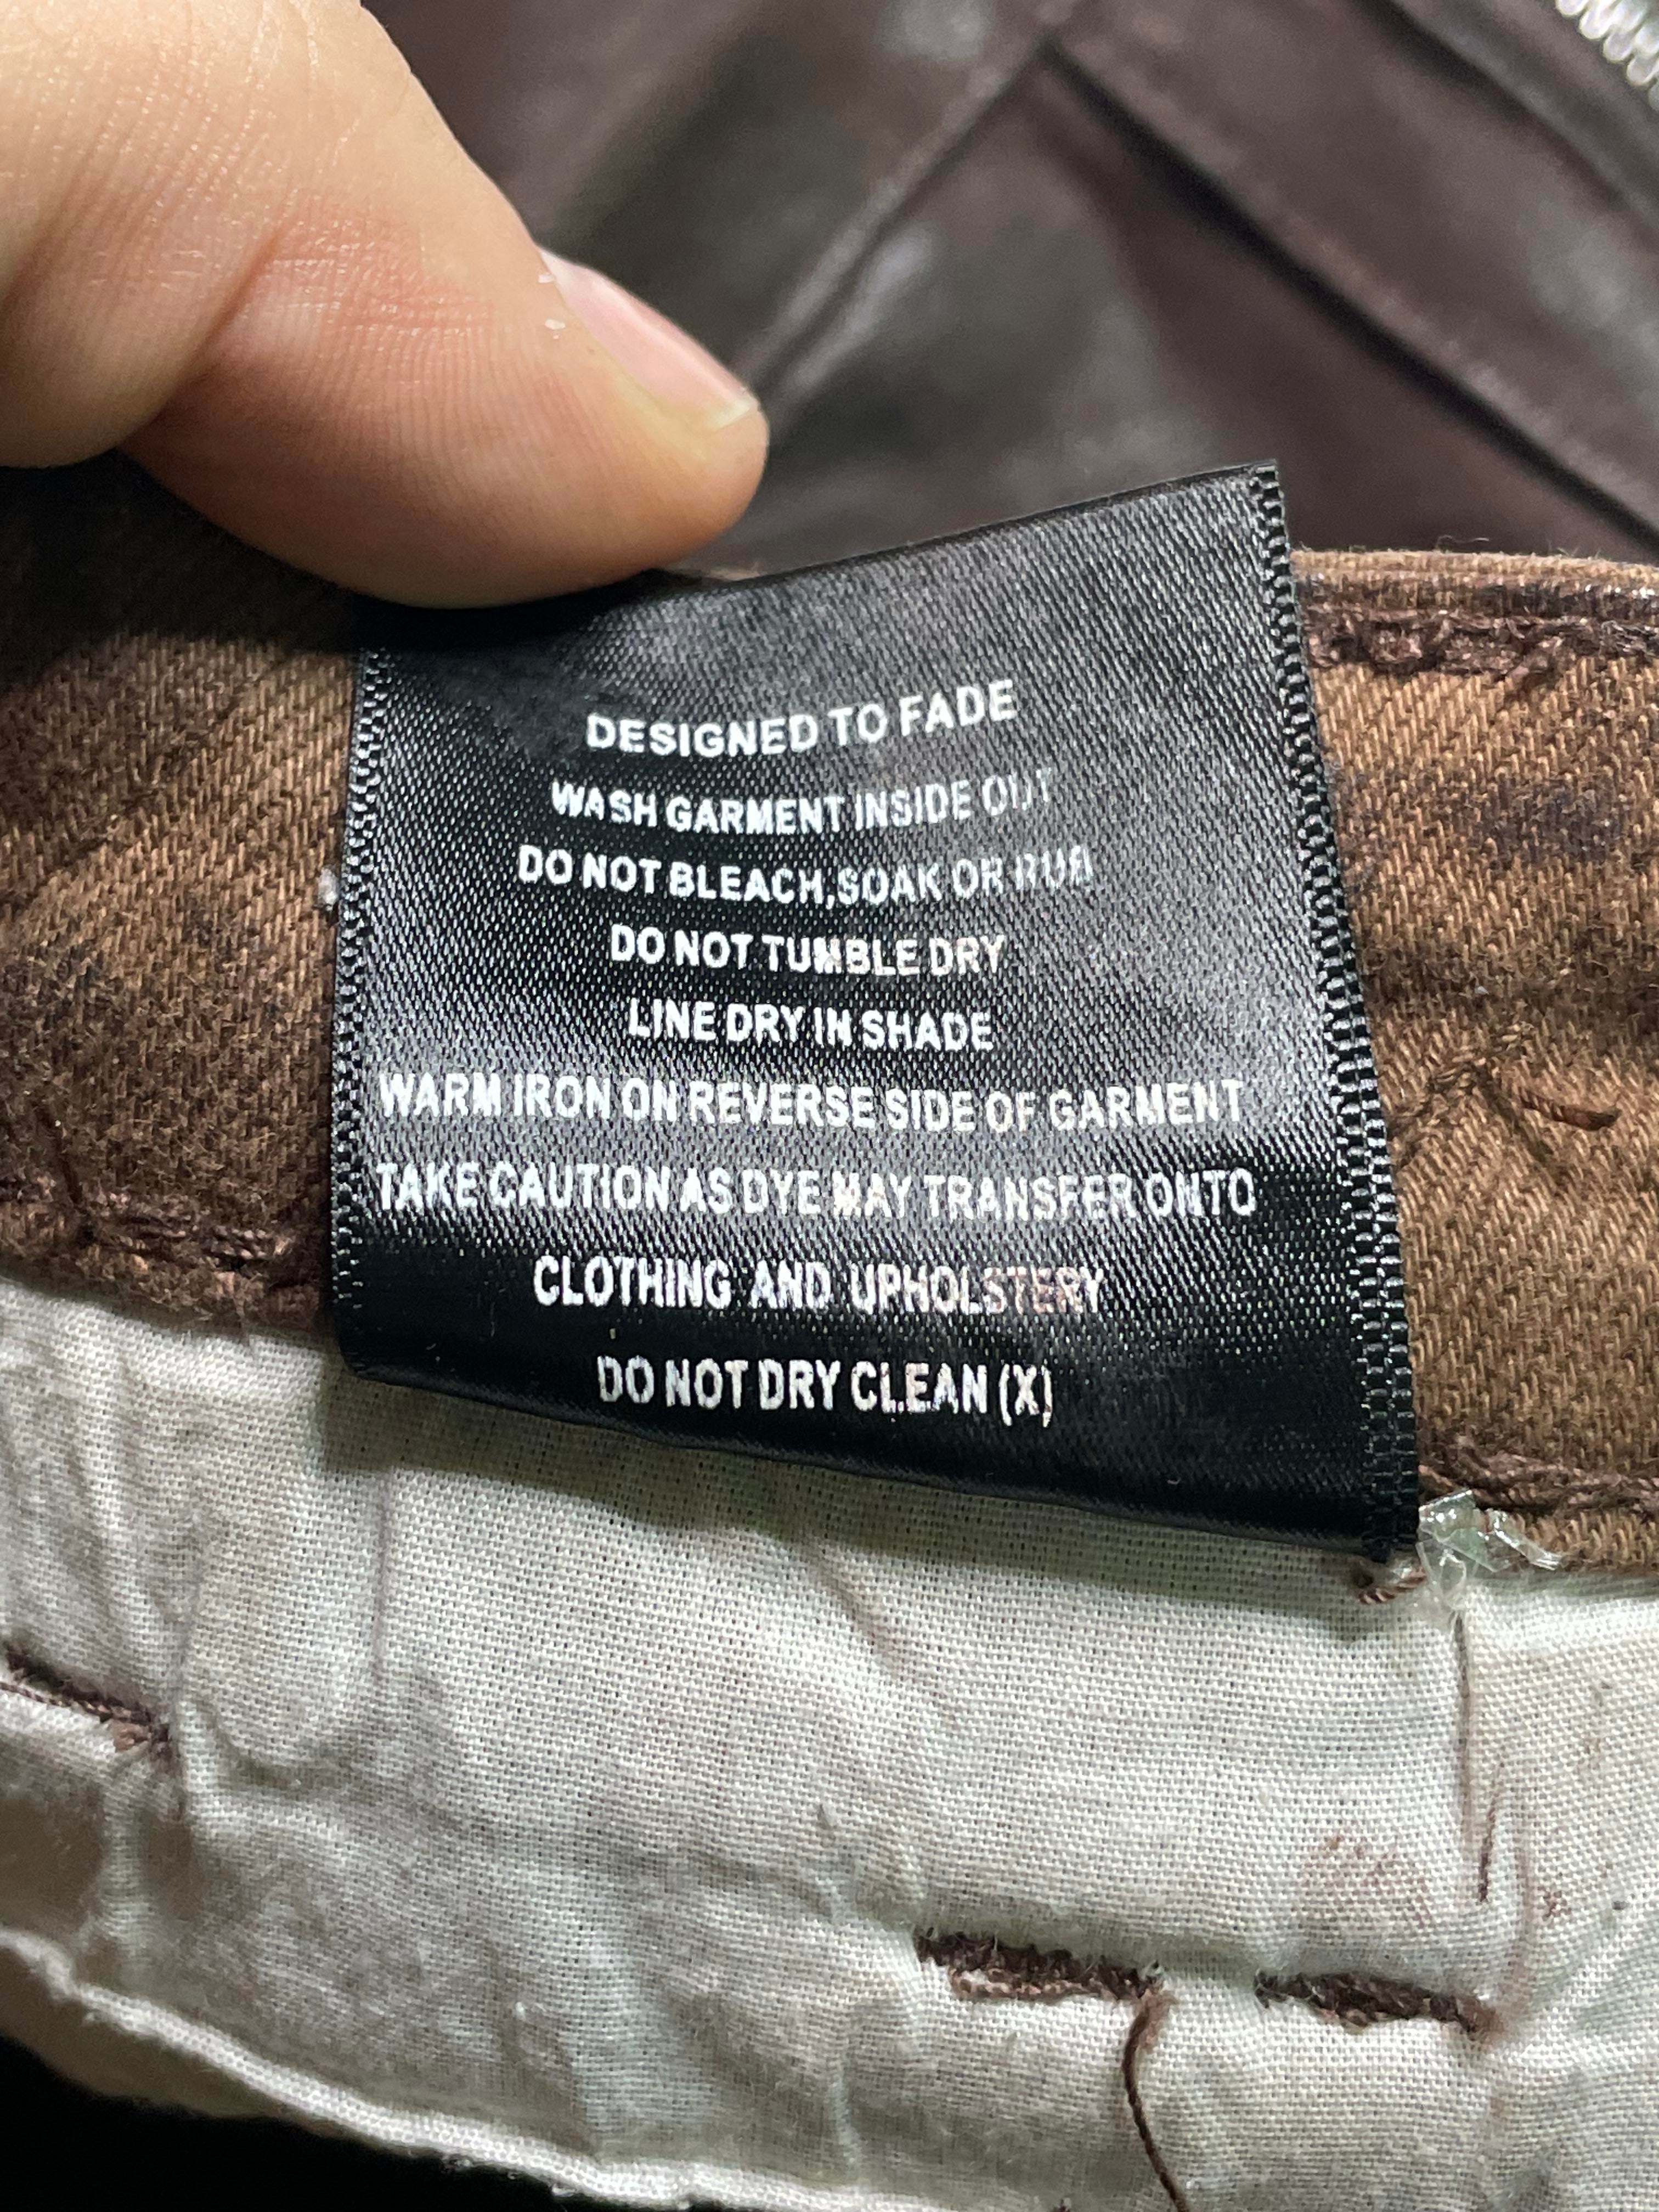 DESIGNED TO FADE
WASH GARMENT INSIDE OUT
DO NOT BLEACH,SOAK OR RUB
DO NOT TUMBLE DRY
LINE DRY IN SHADE
WARM IRON ON REVERSE SIDE OF GARMENT
TAKE CAUTION AS DYE MAY TRANSFER ONTO
CLOTHING AND UPHOLSTERY
DO NOT DRY CLEAN (X)